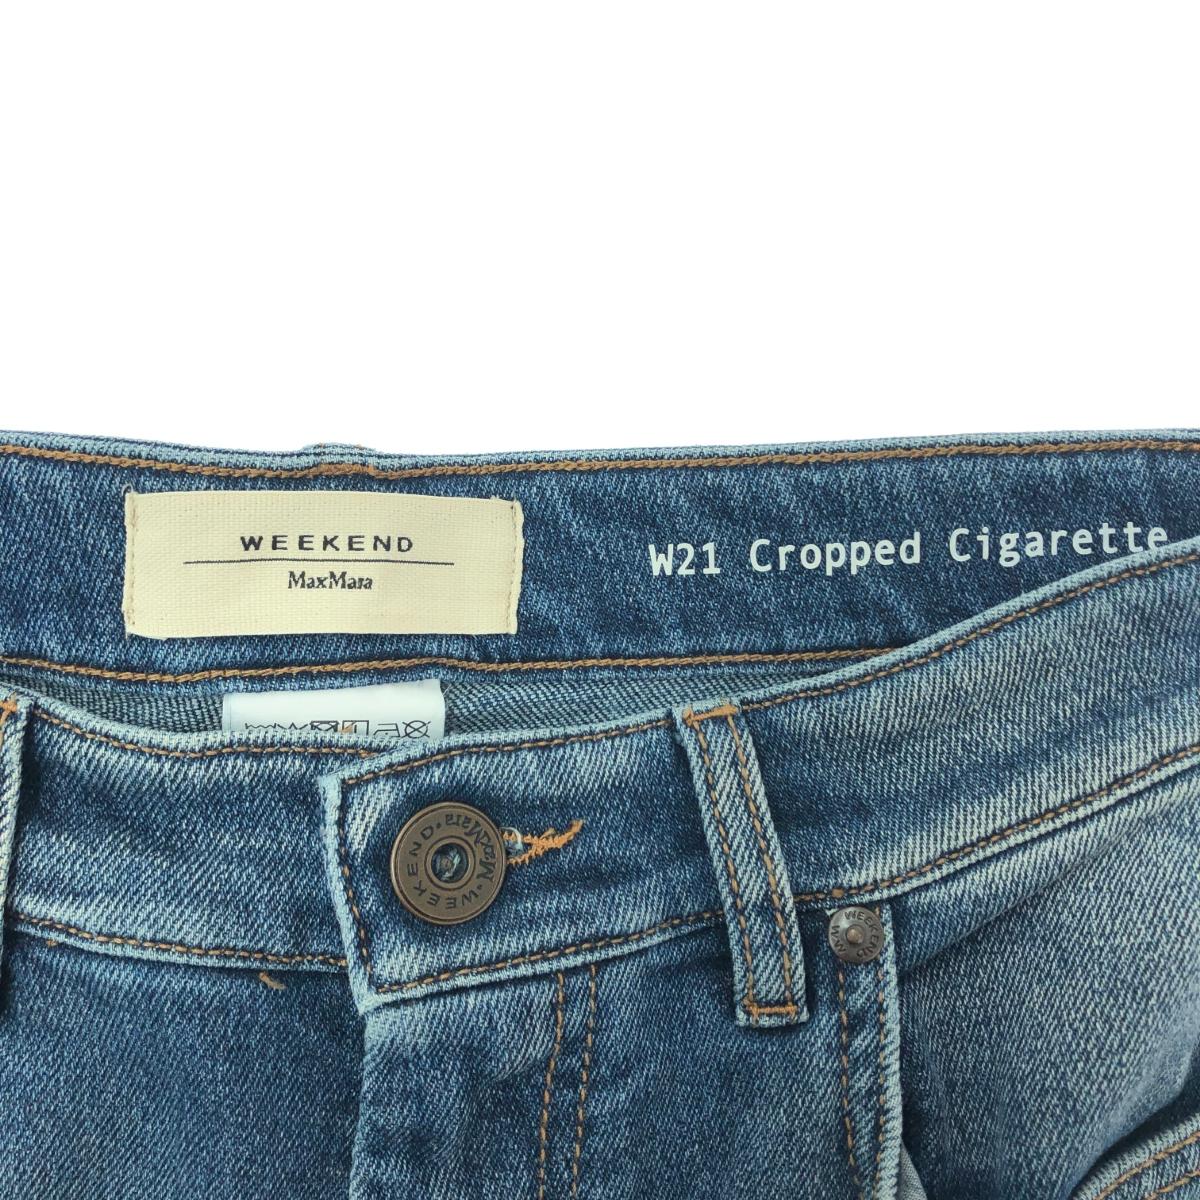 WEEKEND
MaxMara
W21 Cropped Cigarette
WEEKEND • MaxMara •
WEEKEND